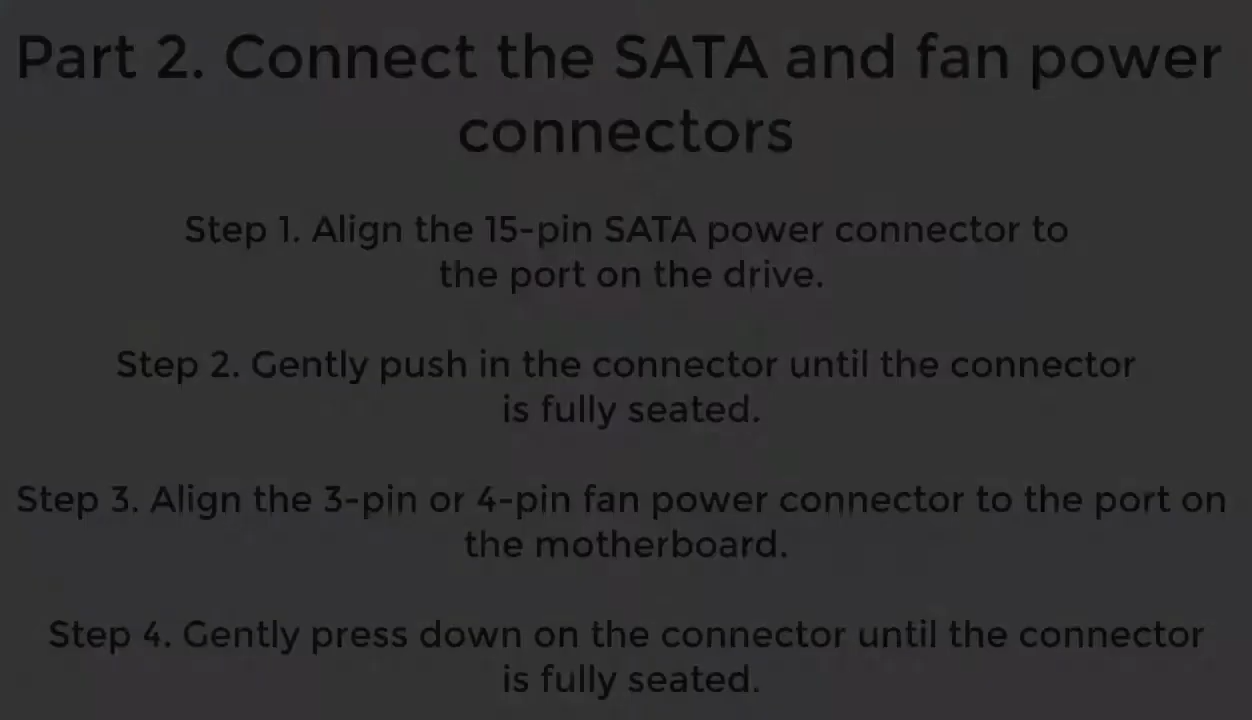 Part 2. Connect the SATA and fan power
connectors
Step 1. Align the 15-pin SATA power connector to
the port on the drive.
Step 2. Gently push in the connector until the connector
is fully seated.
Step 3. Align the 3-pin or 4-pin fan power connector to the port on
the motherboard.
Step 4. Gently press down on the connector until the connector
is fully seated.